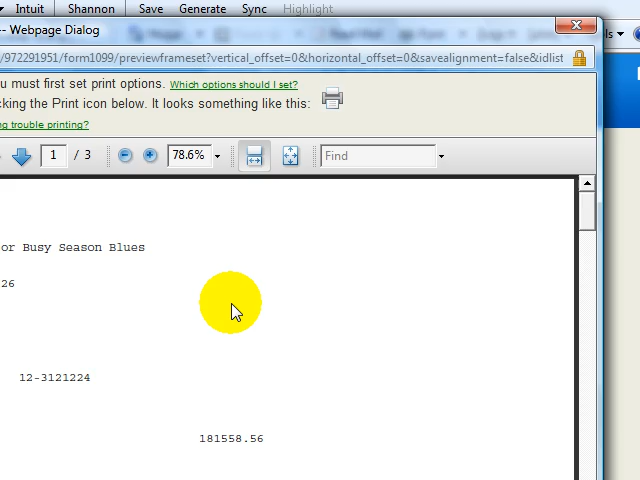 Intuit Shannon Save Generate Sync Highlight
-- Webpage Dialog
/972291951/form1099/previewframeset?vertical_offset=0&horizontal_offset=0&savealignment=false&idlist
ou must first set print options. Which options should I set?
cking the Print icon below. It looks something like this:
ng trouble printing?
1 / 3 78.6% Find
or Busy Season Blues
26
12-3121224
181558.56